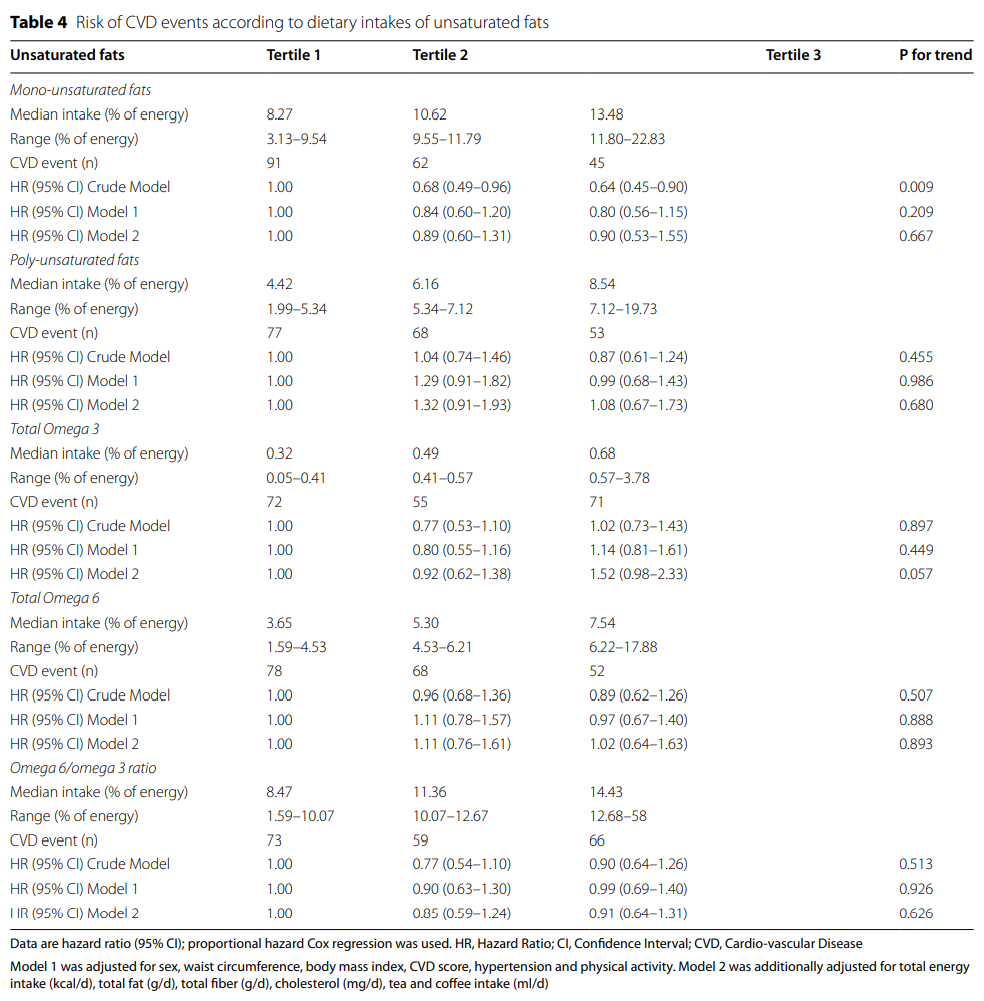 Table 4 Risk of CVD events according to dietary intakes of unsaturated fats
Unsaturated fats Tertile 1 Tertile 2 Tertile 3 P for trend
Mono-unsaturated fats
Median intake (% of energy) 8.27 10.62 13.48
Range (% of energy) 3.13–9.54 9.55–11.79 11.80–22.83
CVD event (n) 91 62 45
HR (95% CI) Crude Model 1.00 0.68 (0.49–0.96) 0.64 (0.45–0.90) 0.009
HR (95% CI) Model 1 1.00 0.84 (0.60–1.20) 0.80 (0.56–1.15) 0.209
HR (95% CI) Model 2 1.00 0.89 (0.60–1.31) 0.90 (0.53–1.55) 0.667
Poly-unsaturated fats
Median intake (% of energy) 4.42 6.16 8.54
Range (% of energy) 1.99–5.34 5.34–7.12 7.12–19.73
CVD event (n) 77 68 53
HR (95% CI) Crude Model 1.00 1.04 (0.74–1.46) 0.87 (0.61–1.24) 0.455
HR (95% CI) Model 1 1.00 1.29 (0.91–1.82) 0.99 (0.68–1.43) 0.986
HR (95% CI) Model 2 1.00 1.32 (0.91–1.93) 1.08 (0.67–1.73) 0.680
Total Omega 3
Median intake (% of energy) 0.32 0.49 0.68
Range (% of energy) 0.05–0.41 0.41–0.57 0.57–3.78
CVD event (n) 72 55 71
HR (95% CI) Crude Model 1.00 0.77 (0.53–1.10) 1.02 (0.73–1.43) 0.897
HR (95% CI) Model 1 1.00 0.80 (0.55–1.16) 1.14 (0.81–1.61) 0.449
HR (95% CI) Model 2 1.00 0.92 (0.62–1.38) 1.52 (0.98–2.33) 0.057
Total Omega 6
Median intake (% of energy) 3.65 5.30 7.54
Range (% of energy) 1.59–4.53 4.53–6.21 6.22–17.88
CVD event (n) 78 68 52
HR (95% CI) Crude Model 1.00 0.96 (0.68–1.36) 0.89 (0.62–1.26) 0.507
HR (95% CI) Model 1 1.00 1.11 (0.78–1.57) 0.97 (0.67–1.40) 0.888
HR (95% CI) Model 2 1.00 1.11 (0.76–1.61) 1.02 (0.64–1.63) 0.893
Omega 6/omega 3 ratio
Median intake (% of energy) 8.47 11.36 14.43
Range (% of energy) 1.59–10.07 10.07–12.67 12.68–58
CVD event (n) 73 59 66
HR (95% CI) Crude Model 1.00 0.77 (0.54–1.10) 0.90 (0.64–1.26) 0.513
HR (95% CI) Model 1 1.00 0.90 (0.63–1.30) 0.99 (0.69–1.40) 0.926
HR (95% CI) Model 2 1.00 0.85 (0.59–1.24) 0.91 (0.64–1.31) 0.626
Data are hazard ratio (95% CI); proportional hazard Cox regression was used. HR, Hazard Ratio; CI, Confidence Interval; CVD, Cardio-vascular Disease
Model 1 was adjusted for sex, waist circumference, body mass index, CVD score, hypertension and physical activity. Model 2 was additionally adjusted for total energy
intake (kcal/d), total fat (g/d), total fiber (g/d), cholesterol (mg/d), tea and coffee intake (ml/d)